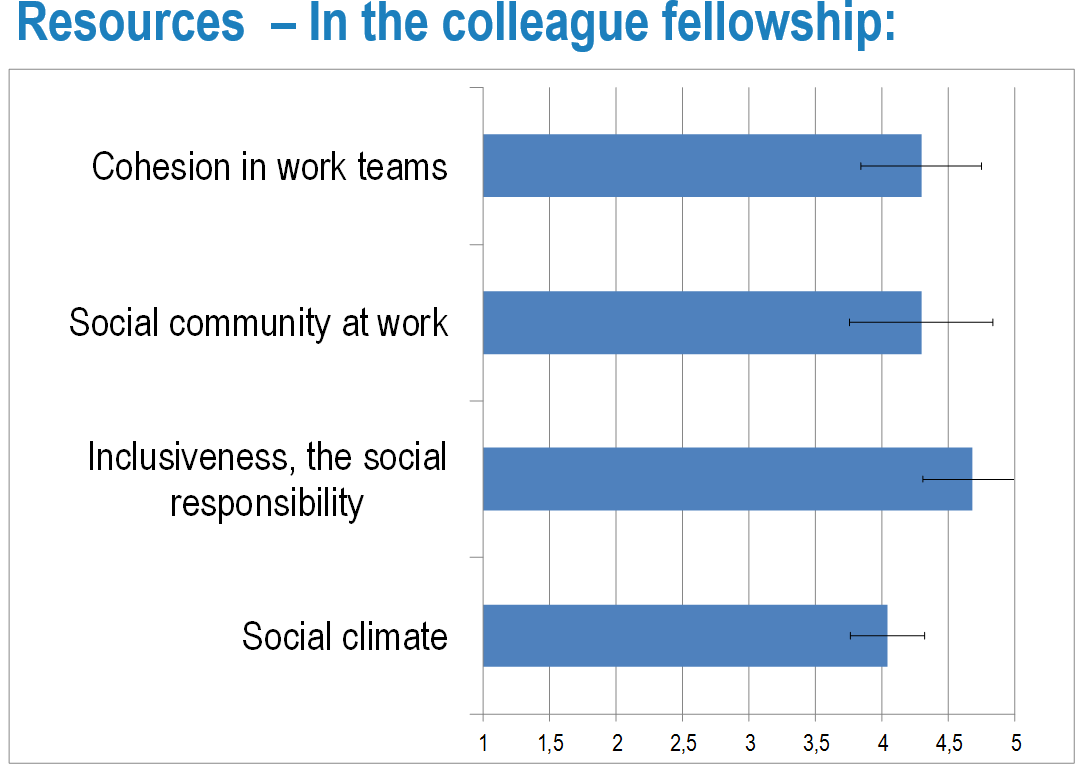 Resources – In the colleague fellowship:
Cohesion in work teams
Social community at work
Inclusiveness, the social
responsibility
Social climate
1 1,5 2 2,5 3 3,5 4 4,5 5